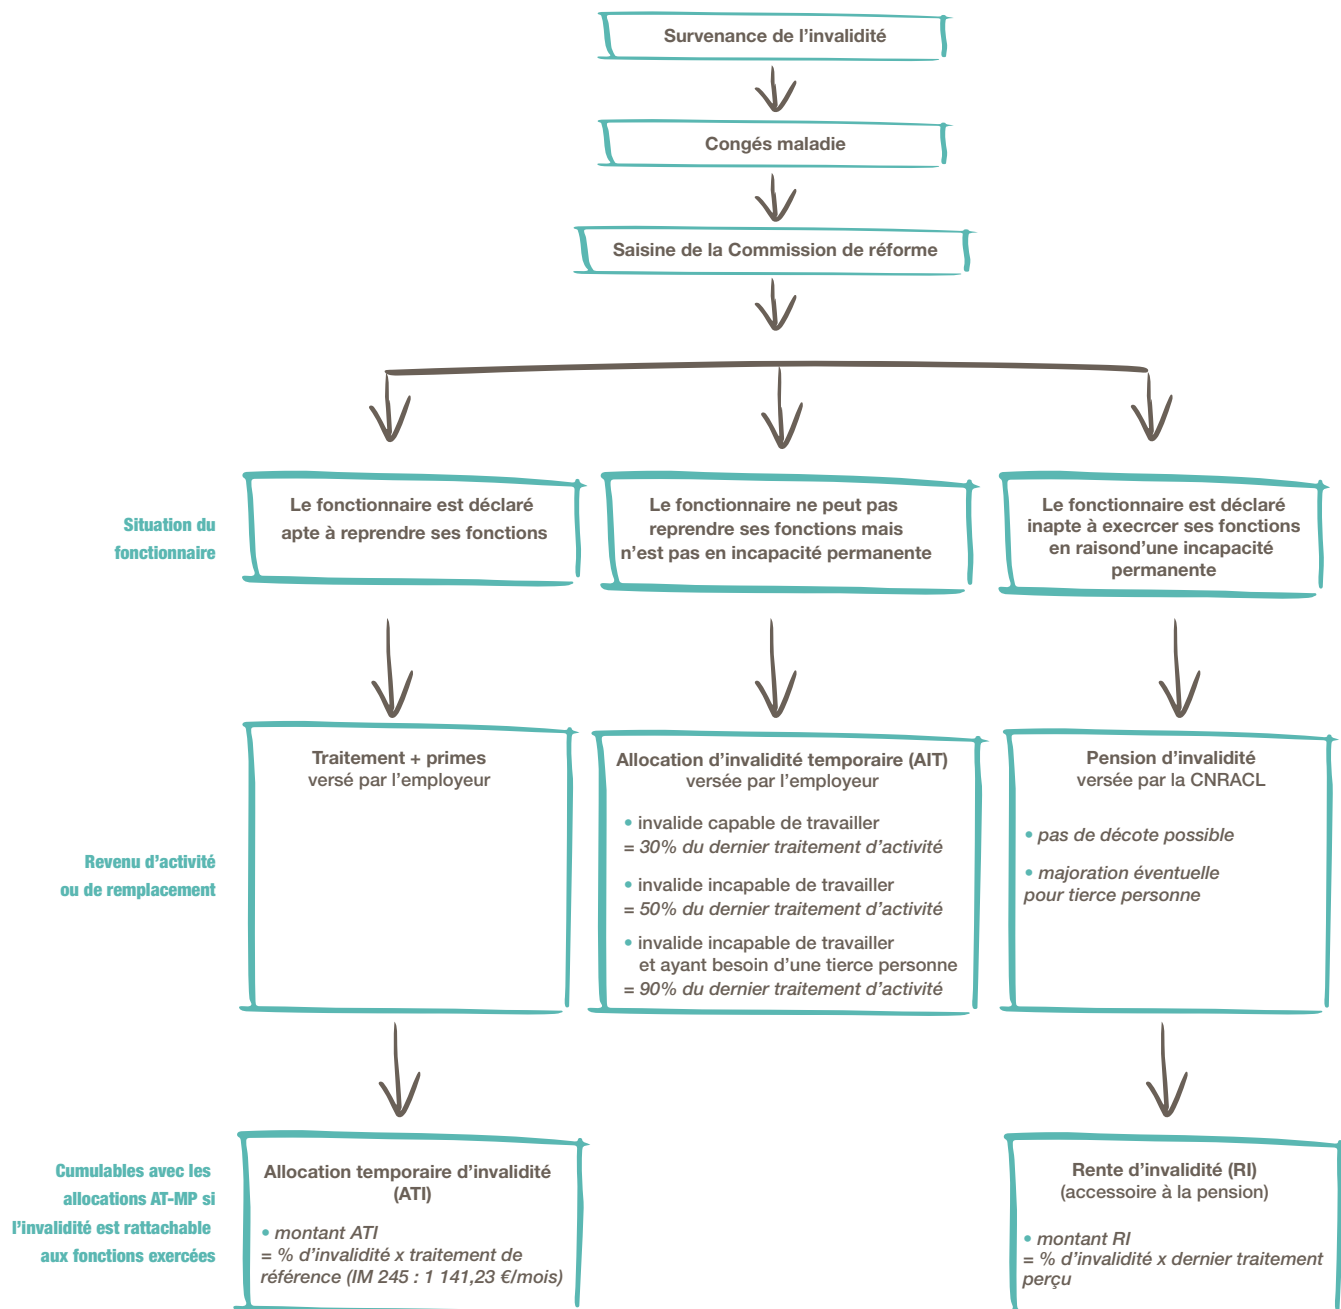 Survenance de l’invalidité
Congés maladie
Saisine de la Commission de réforme
Situation du
fonctionnaire
Le fonctionnaire est déclaré
apte à reprendre ses fonctions
Le fonctionnaire ne peut pas
reprendre ses fonctions mais
n’est pas en incapacité permanente
Le fonctionnaire est déclaré
inapte à execrcer ses fonctions
en raisond’une incapacité
permanente
Revenu d’activité
ou de remplacement
Traitement + primes
versé par l’employeur
Allocation d’invalidité temporaire (AIT)
versée par l’employeur
• invalide capable de travailler
= 30% du dernier traitement d’activité
• invalide incapable de travailler
= 50% du dernier traitement d’activité
• invalide incapable de travailler
et ayant besoin d’une tierce personne
= 90% du dernier traitement d’activité
Pension d’invalidité
versée par la CNRACL
• pas de décote possible
• majoration éventuelle
pour tierce personne
Cumulables avec les
allocations AT-MP si
l’invalidité est rattachable
aux fonctions exercées
Allocation temporaire d’invalidité
(ATI)
• montant ATI
= % d’invalidité x traitement de
référence (IM 245 : 1 141,23 €/mois)
Rente d’invalidité (RI)
(accessoire à la pension)
• montant RI
= % d’invalidité x dernier traitement
perçu